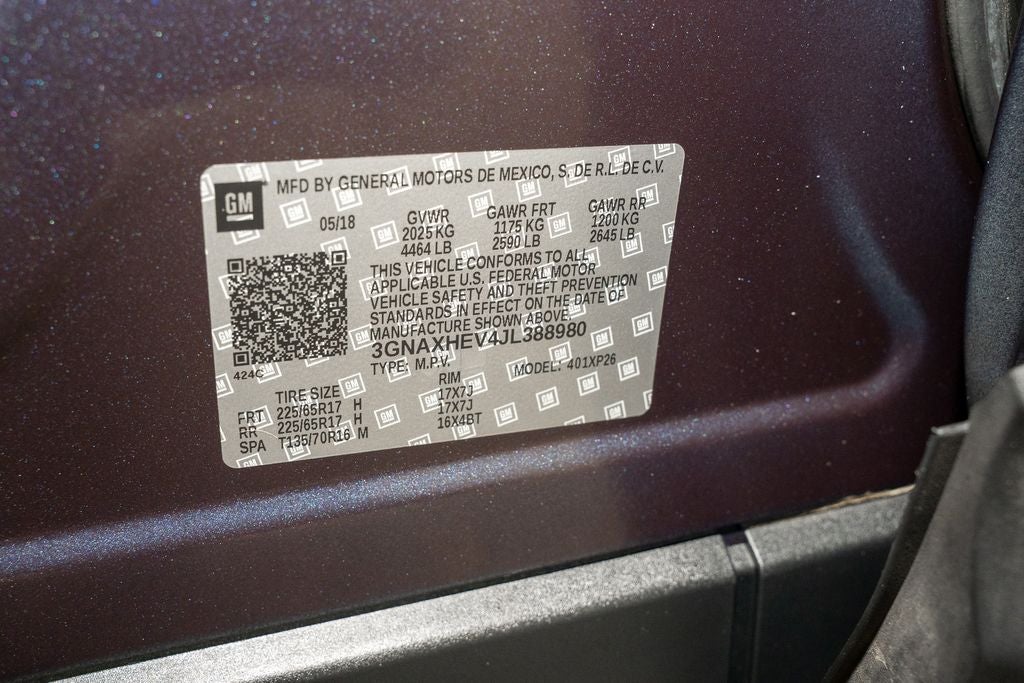 GM
MFD BY GENERAL MOTORS DE MEXICO, S. DE R.L. DE C.V.
05/18
GVWR GAWR FRT GAWR RR
2025 KG 1175 KG 1200 KG
4464 LB 2590 LB 2645 LB
THIS VEHICLE CONFORMS TO ALL
APPLICABLE U.S. FEDERAL MOTOR
VEHICLE SAFETY AND THEFT PREVENTION
STANDARDS IN EFFECT ON THE DATE OF
MANUFACTURE SHOWN ABOVE.
3GNAXHEV4JL388980
424C TYPE: M.P.V. MODEL: 401XP26
TIRE SIZE RIM
FRT 225/65R17 H 17X7J
RR 225/65R17 H 17X7J
SPA T135/70R16 M 16X4BT